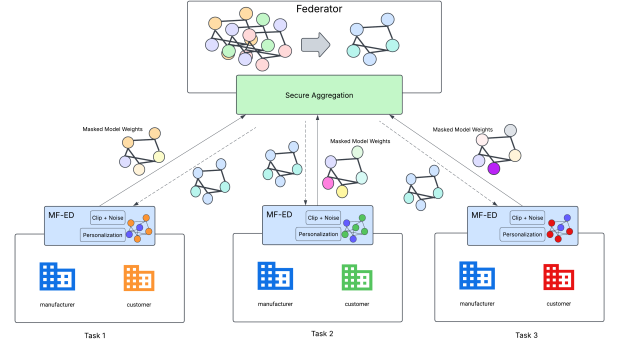 Federator
Secure Aggregation
Masked Model Weights
Masked Model Weights
Masked Model Weights
MF-ED
Clip + Noise
Personalization
MF-ED
Clip + Noise
Personalization
MF-ED
Clip + Noise
Personalization
manufacturer
customer
manufacturer
customer
manufacturer
customer
Task 1
Task 2
Task 3